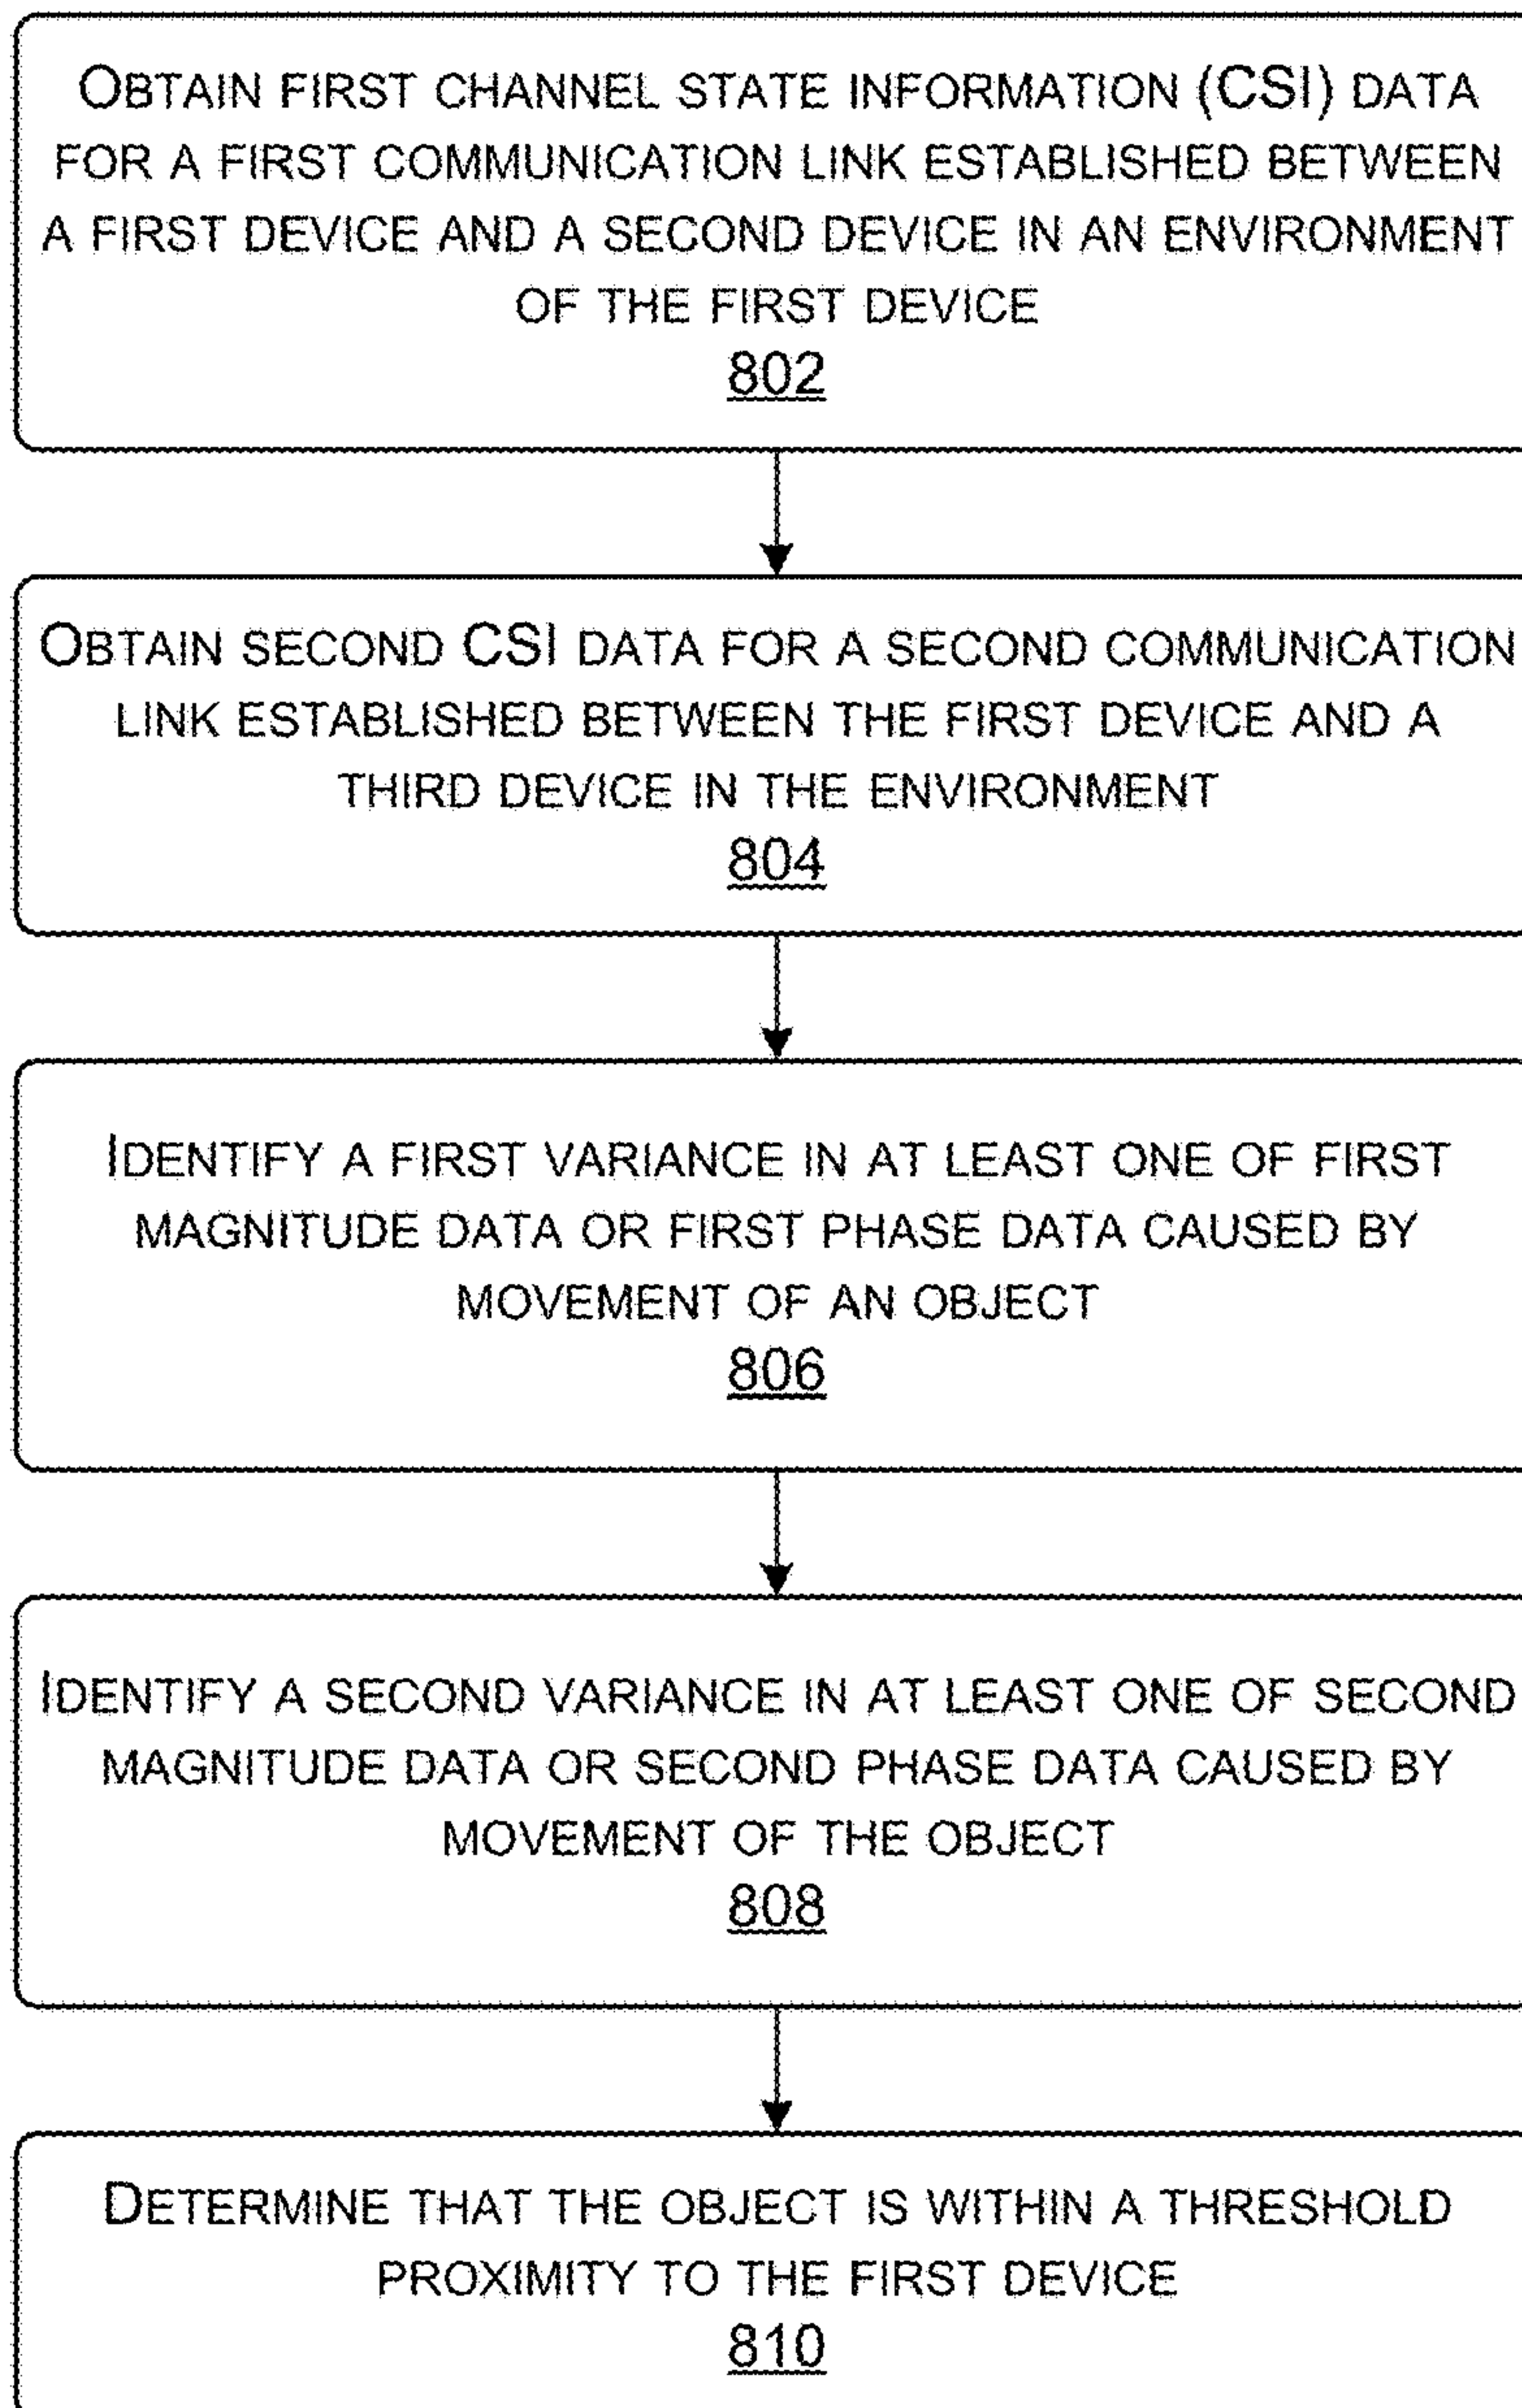 OBTAIN FIRST CHANNEL STATE INFORMATION (CSI) DATA
FOR A FIRST COMMUNICATION LINK ESTABLISHED BETWEEN
A FIRST DEVICE AND A SECOND DEVICE IN AN ENVIRONMENT
OF THE FIRST DEVICE
802
OBTAIN SECOND CSI DATA FOR A SECOND COMMUNICATION
LINK ESTABLISHED BETWEEN THE FIRST DEVICE AND A
THIRD DEVICE IN THE ENVIRONMENT
804
IDENTIFY A FIRST VARIANCE IN AT LEAST ONE OF FIRST
MAGNITUDE DATA OR FIRST PHASE DATA CAUSED BY
MOVEMENT OF AN OBJECT
806
IDENTIFY A SECOND VARIANCE IN AT LEAST ONE OF SECOND
MAGNITUDE DATA OR SECOND PHASE DATA CAUSED BY
MOVEMENT OF THE OBJECT
808
DETERMINE THAT THE OBJECT IS WITHIN A THRESHOLD
PROXIMITY TO THE FIRST DEVICE
810